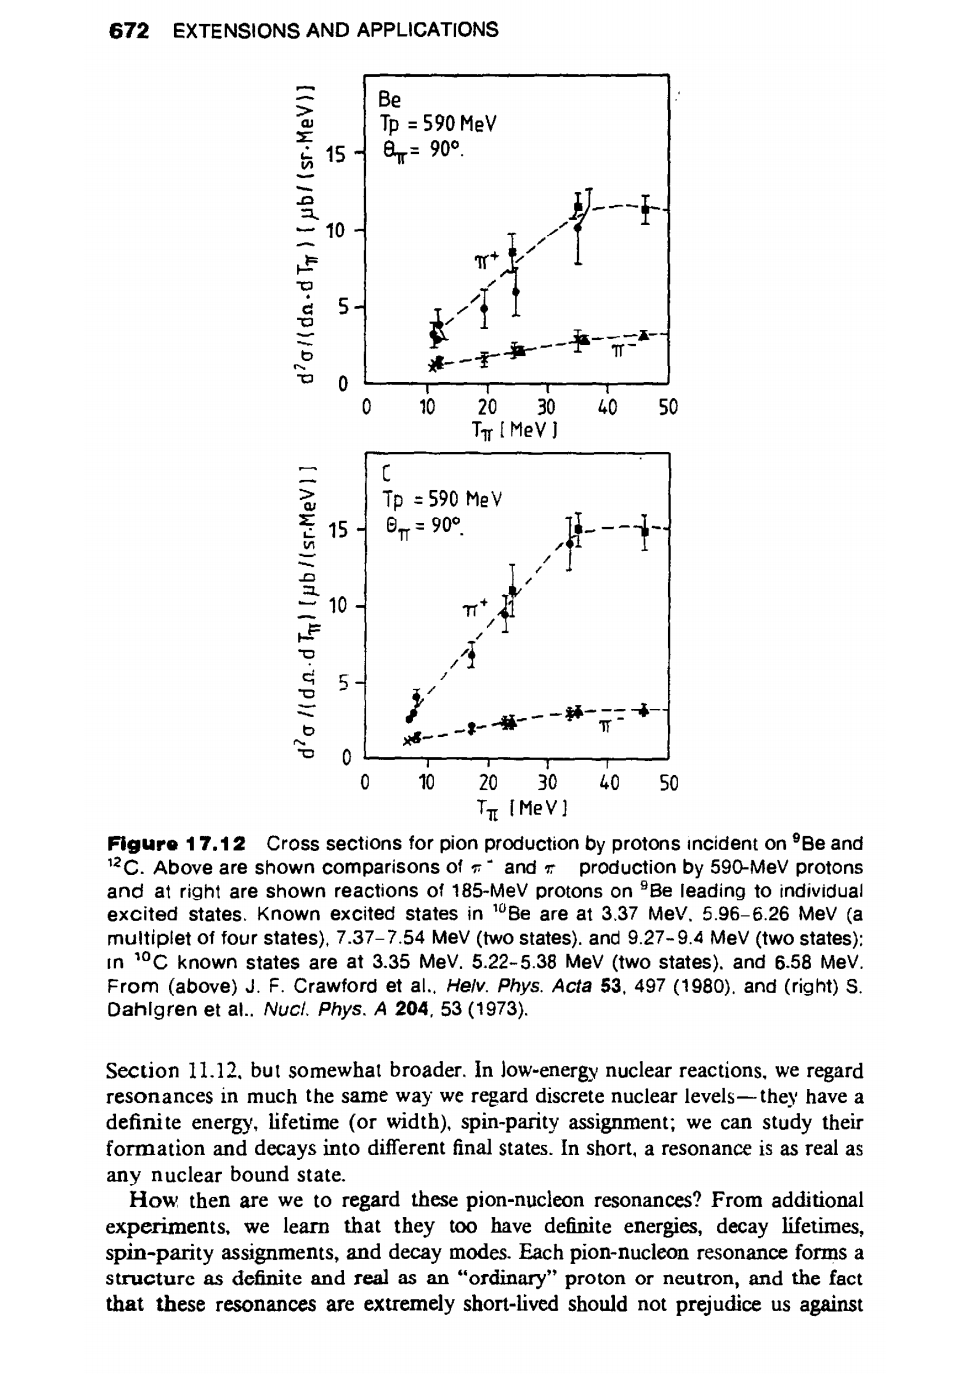 672 EXTENSIONS AND APPLICATIONS
d²σ/(dΩ·dTπ) [μb/(sr·MeV)]
Be
Tp = 590 MeV
θπ = 90°.
15
10
5
0
π+
π-
0 10 20 30 40 50
Tπ [MeV]
d²σ/(dΩ·dTπ) [μb/(sr·MeV)]
C
Tp = 590 MeV
θπ = 90°.
15
10
5
0
π+
π-
0 10 20 30 40 50
Tπ [MeV]
Figure 17.12 Cross sections for pion production by protons incident on ⁹Be and
¹²C. Above are shown comparisons of π⁻ and π production by 590-MeV protons
and at right are shown reactions of 185-MeV protons on ⁹Be leading to individual
excited states. Known excited states in ¹⁰Be are at 3.37 MeV, 5.96-6.26 MeV (a
multiplet of four states), 7.37-7.54 MeV (two states). and 9.27-9.4 MeV (two states):
in ¹⁰C known states are at 3.35 MeV. 5.22-5.38 MeV (two states). and 6.58 MeV.
From (above) J. F. Crawford et al., Helv. Phys. Acta 53, 497 (1980). and (right) S.
Dahlgren et al., Nucl. Phys. A 204, 53 (1973).
Section 11.12, but somewhat broader. In low-energy nuclear reactions, we regard
resonances in much the same way we regard discrete nuclear levels—they have a
definite energy, lifetime (or width), spin-parity assignment; we can study their
formation and decays into different final states. In short, a resonance is as real as
any nuclear bound state.
How then are we to regard these pion-nucleon resonances? From additional
experiments, we learn that they too have definite energies, decay lifetimes,
spin-parity assignments, and decay modes. Each pion-nucleon resonance forms a
structure as definite and real as an “ordinary” proton or neutron, and the fact
that these resonances are extremely short-lived should not prejudice us against